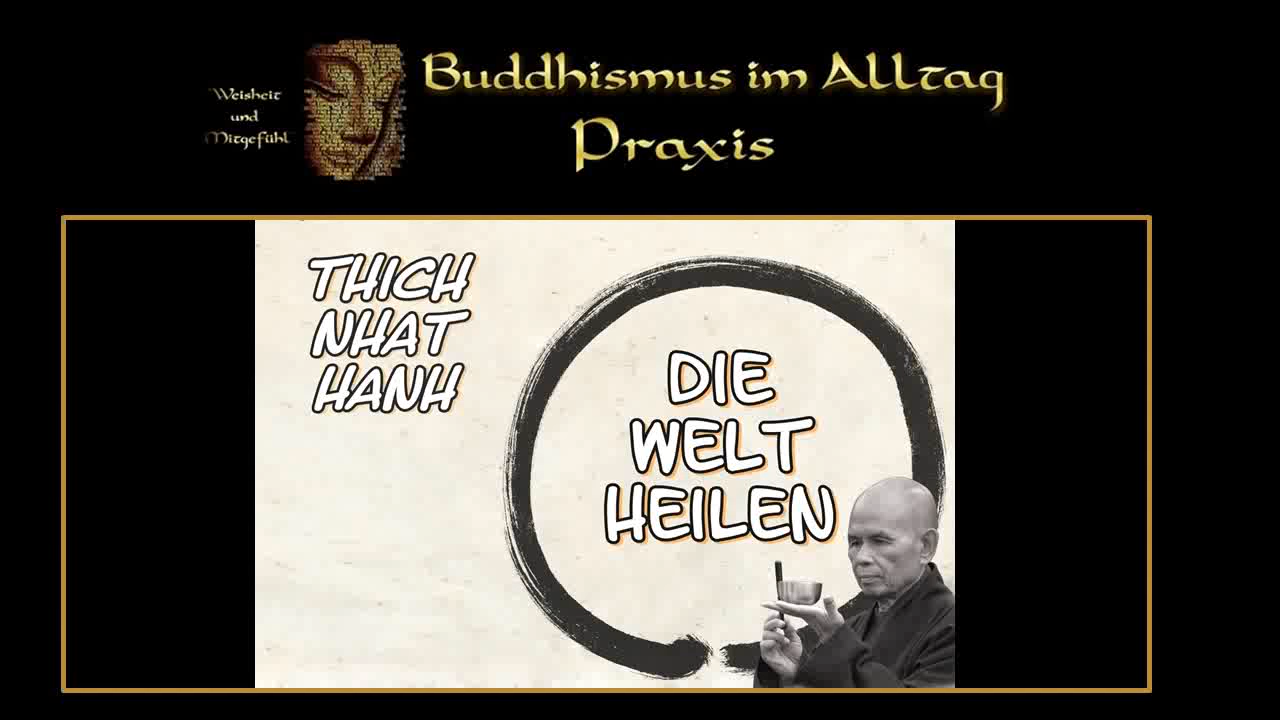 Weisheit
und
Mitgefühl
Buddhismus im Alltag
Praxis
THICH
NHAT
HANH
DIE
WELT
HEILEN